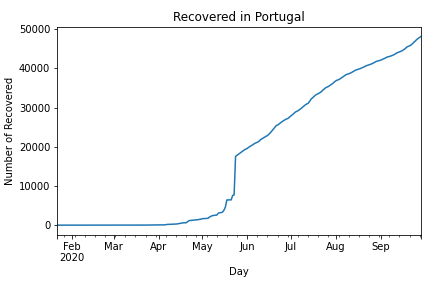 Recovered in Portugal
50000
40000
30000
20000
10000
0
Number of Recovered
Feb Mar Apr May Jun Jul Aug Sep
2020
Day